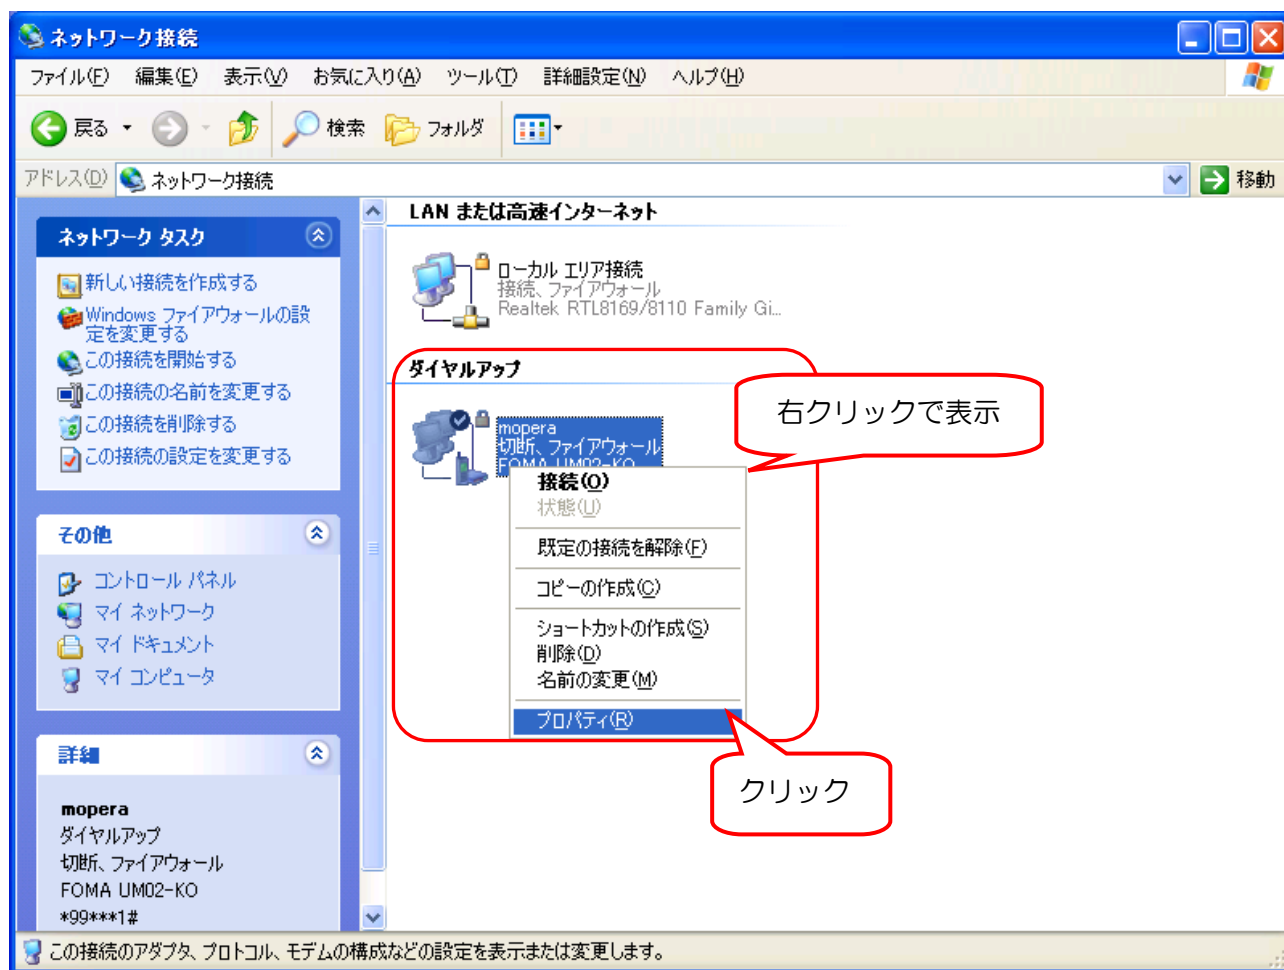 ネットワーク接続
ファイル(F) 編集(E) 表示(V) お気に入り(A) ツール(T) 詳細設定(N) ヘルプ(H)
戻る 検索 フォルダ
アドレス(D) ネットワーク接続 移動
ネットワーク タスク
新しい接続を作成する
Windows ファイアウォールの設
定を変更する
この接続を開始する
この接続の名前を変更する
この接続を削除する
この接続の設定を変更する
その他
コントロール パネル
マイ ネットワーク
マイ ドキュメント
マイ コンピュータ
詳細
mopera
ダイヤルアップ
切断、ファイアウォール
FOMA UM02-KO
*99***1#
LAN または高速インターネット
ローカル エリア接続
接続、ファイアウォール
Realtek RTL8169/8110 Family Gi...
ダイヤルアップ
mopera
切断、ファイアウォール
FOMA UM02-KO
右クリックで表示
接続(O)
状態(U)
既定の接続を解除(F)
コピーの作成(C)
ショートカットの作成(S)
削除(D)
名前の変更(M)
プロパティ(R)
クリック
この接続のアダプタ、プロトコル、モデムの構成などの設定を表示または変更します。